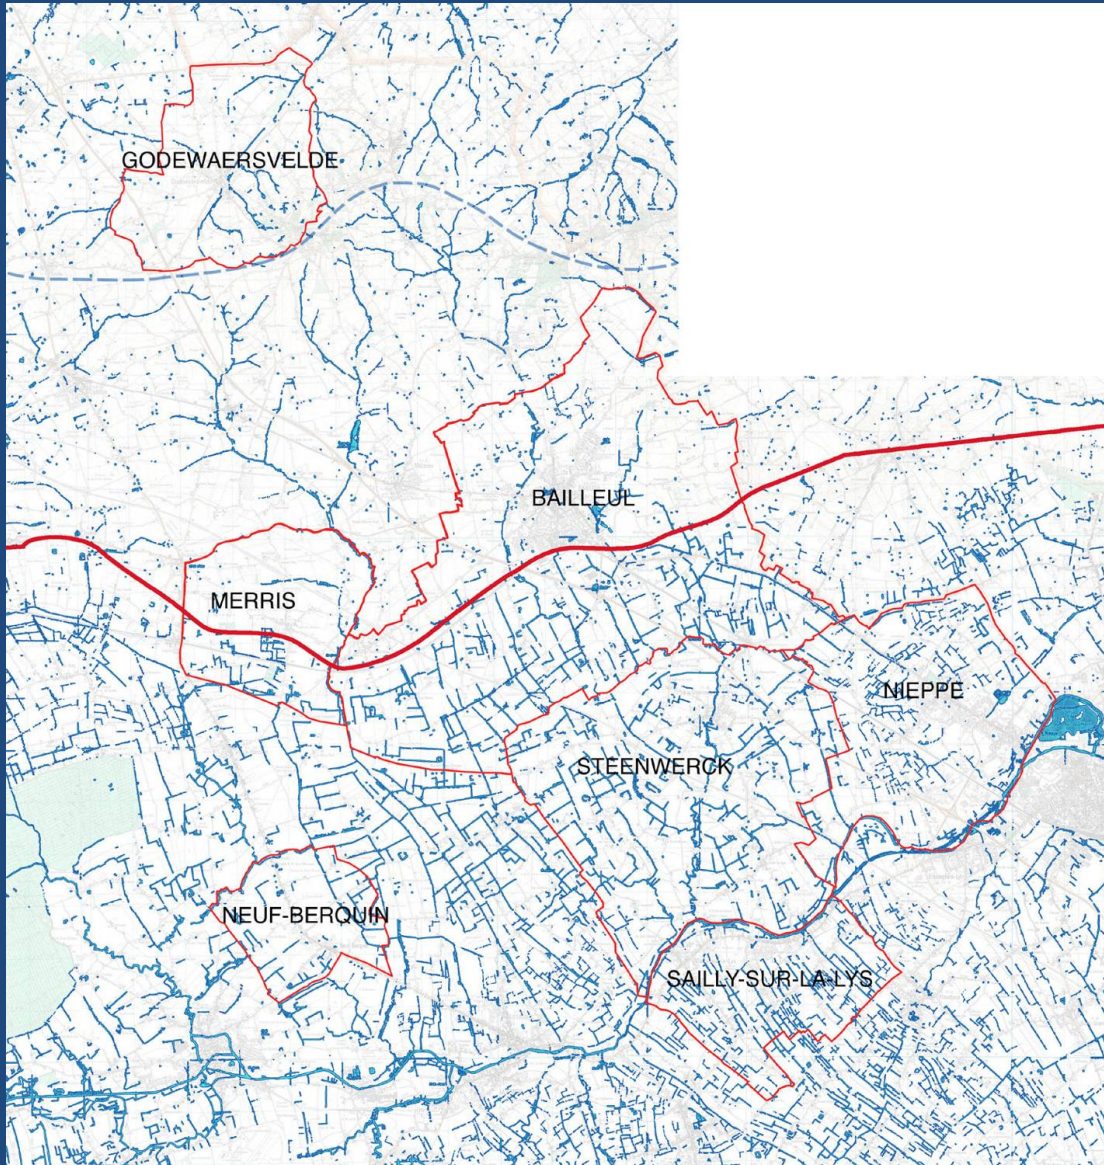 GODEWAERSVELDE
BAILLEUL
MERRIS
NIEPPE
STEENWERCK
NEUF-BERQUIN
SAILLY-SUR-LA-LYS